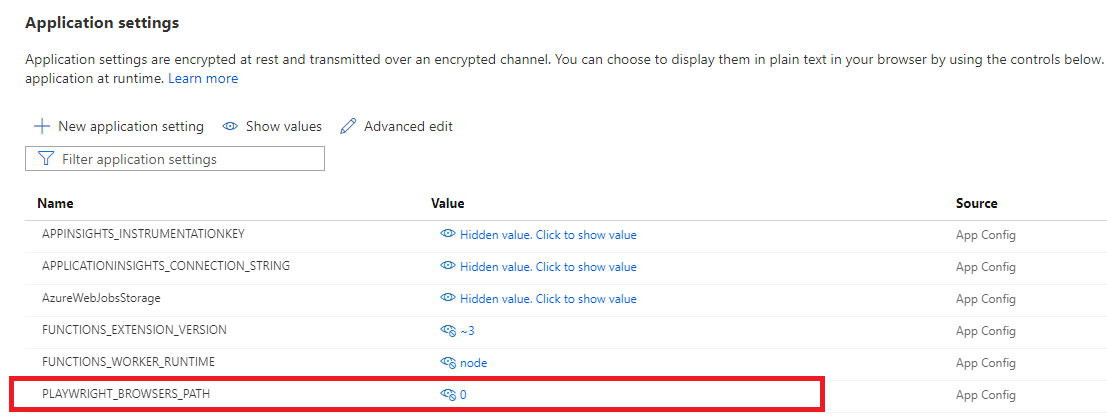 Application settings
Application settings are encrypted at rest and transmitted over an encrypted channel. You can choose to display them in plain text in your browser by using the controls below.
application at runtime. Learn more
New application setting Show values Advanced edit
Filter application settings
Name Value Source
APPINSIGHTS_INSTRUMENTATIONKEY Hidden value. Click to show value App Config
APPLICATIONINSIGHTS_CONNECTION_STRING Hidden value. Click to show value App Config
AzureWebJobsStorage Hidden value. Click to show value App Config
FUNCTIONS_EXTENSION_VERSION ~3 App Config
FUNCTIONS_WORKER_RUNTIME node App Config
PLAYWRIGHT_BROWSERS_PATH 0 App Config